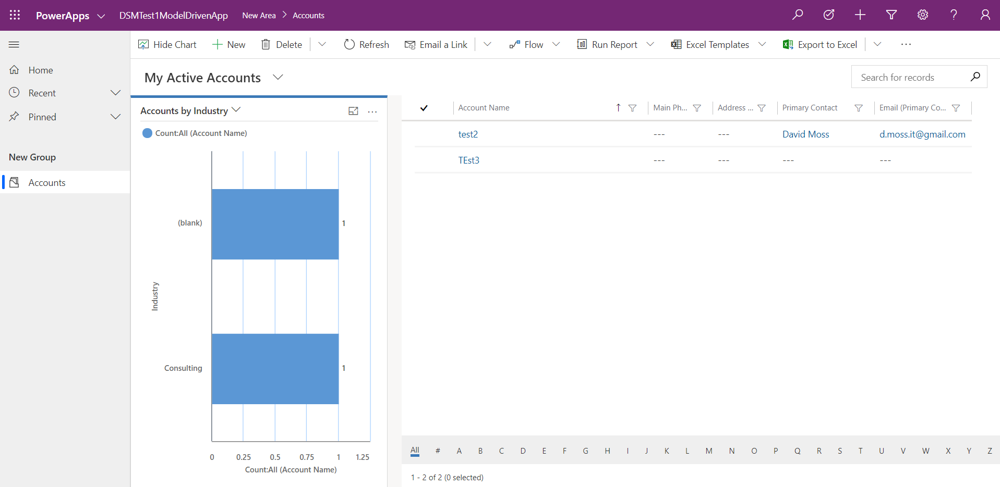 PowerApps DSMTest1ModelDrivenApp New Area Accounts ?
Hide Chart New Delete Refresh Email a Link Flow Run Report Excel Templates Export to Excel ...
Home
Recent
Pinned
New Group
Accounts
My Active Accounts
Search for records
Accounts by Industry ...
Count:All (Account Name)
(blank)
1
Industry
Consulting
1
0 0.25 0.5 0.75 1 1.25
Count:All (Account Name)
Account Name Main Ph... Address ... Primary Contact Email (Primary Co...
test2 --- --- David Moss d.moss.it@gmail.com
TEst3 --- --- --- ---
All # A B C D E F G H I J K L M N O P Q R S T U V W X Y Z
1 - 2 of 2 (0 selected)